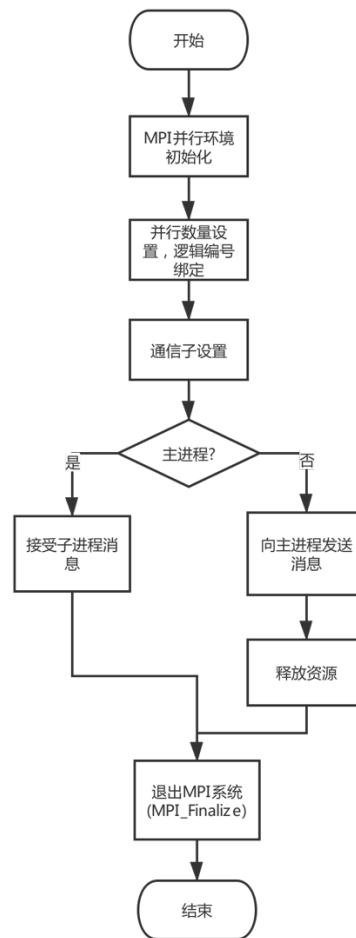 开始
MPI并行环境
初始化
并行数量设
置，逻辑编号
绑定
通信子设置
主进程?
是
否
接受子进程消
息
向主进程发送
消息
释放资源
退出MPI系统
(MPI_Finalize)
结束